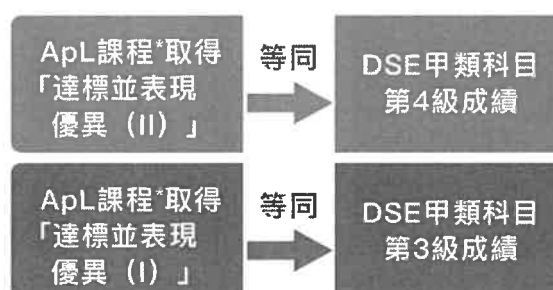 ApL課程*取得
「達標並表現
優異（II）」
等同
DSE甲類科目
第4級成績
ApL課程*取得
「達標並表現
優異（I）」
等同
DSE甲類科目
第3級成績